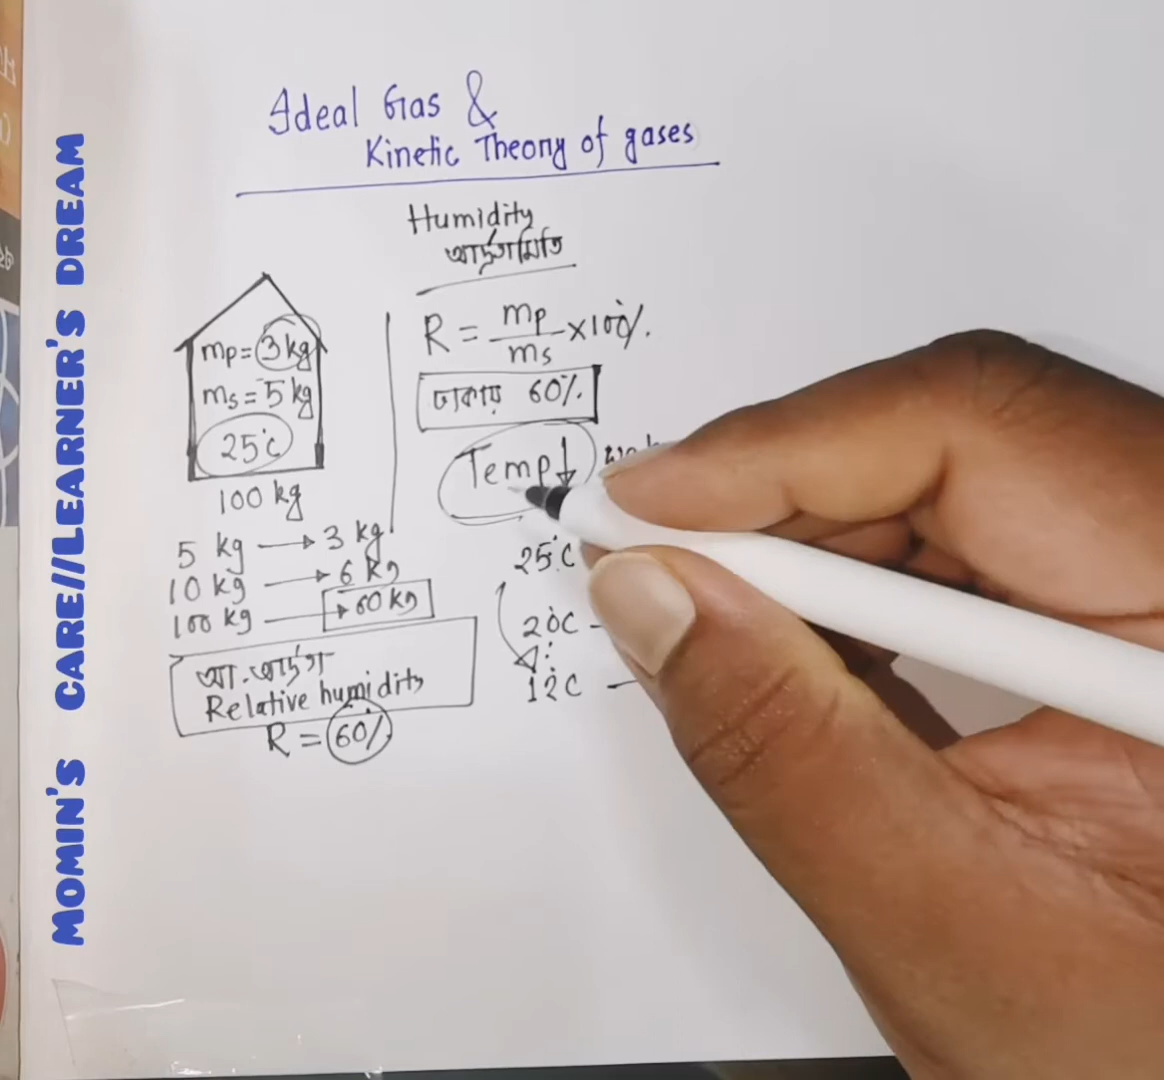 Ideal Gas &
Kinetic Theory of gases
Humidity
আর্দ্রতামিতি
mp = 3 kg
ms = 5 kg
25°c
100 kg
5 kg → 3 kg
10 kg → 6 kg
100 kg → 60 kg
আ.আর্দ্রতা
Relative humidity
R = 60%
R = mp/ms × 100%.
ঢাকায় 60%.
Temp↓
25°C
20°C
12°C
MOMIN'S CARE//LEARNER'S DREAM